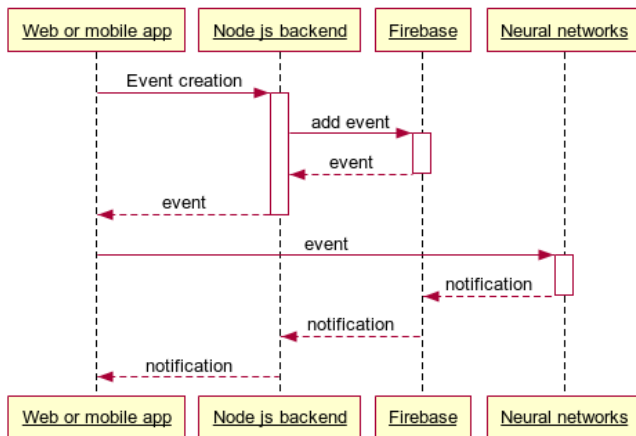 Web or mobile app
Node js backend
Firebase
Neural networks
Event creation
add event
event
event
event
notification
notification
notification
Web or mobile app
Node js backend
Firebase
Neural networks